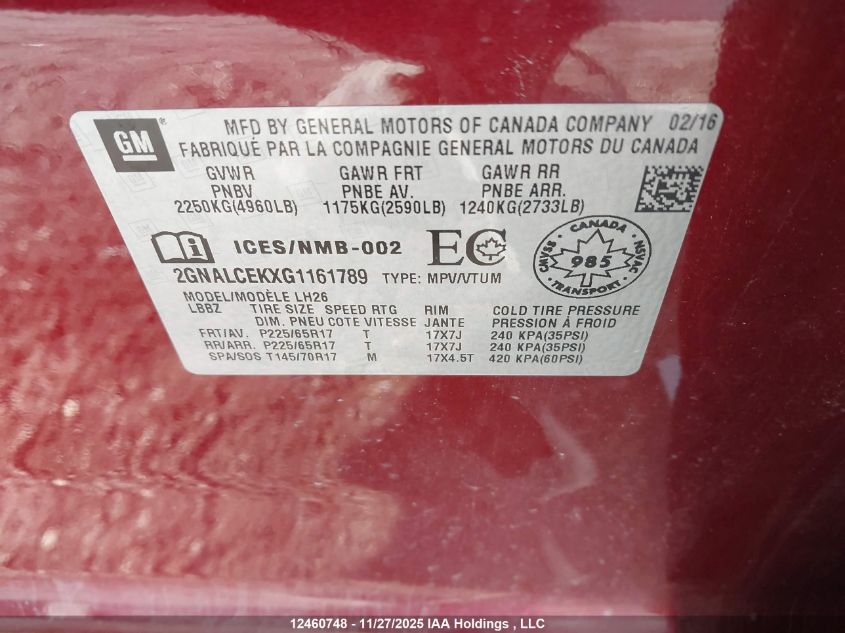 GM
MFD BY GENERAL MOTORS OF CANADA COMPANY 02/16
FABRIQUÉ PAR LA COMPAGNIE GENERAL MOTORS DU CANADA
GVWR GAWR FRT GAWR RR
PNBV PNBE AV. PNBE ARR.
2250KG(4960LB) 1175KG(2590LB) 1240KG(2733LB)
ICES/NMB-002 EC
CANADA CMVSS 985 NSVAC TRANSPORT
2GNALCEKXG1161789 TYPE: MPV/VTUM
MODEL/MODÈLE LH26
LBBZ TIRE SIZE SPEED RTG RIM COLD TIRE PRESSURE
DIM. PNEU COTE VITESSE JANTE PRESSION À FROID
FRT/AV. P225/65R17 T 17X7J 240 KPA(35PSI)
RR/ARR. P225/65R17 T 17X7J 240 KPA(35PSI)
SPA/SOS T145/70R17 M 17X4.5T 420 KPA(60PSI)
12460748 - 11/27/2025 IAA Holdings , LLC